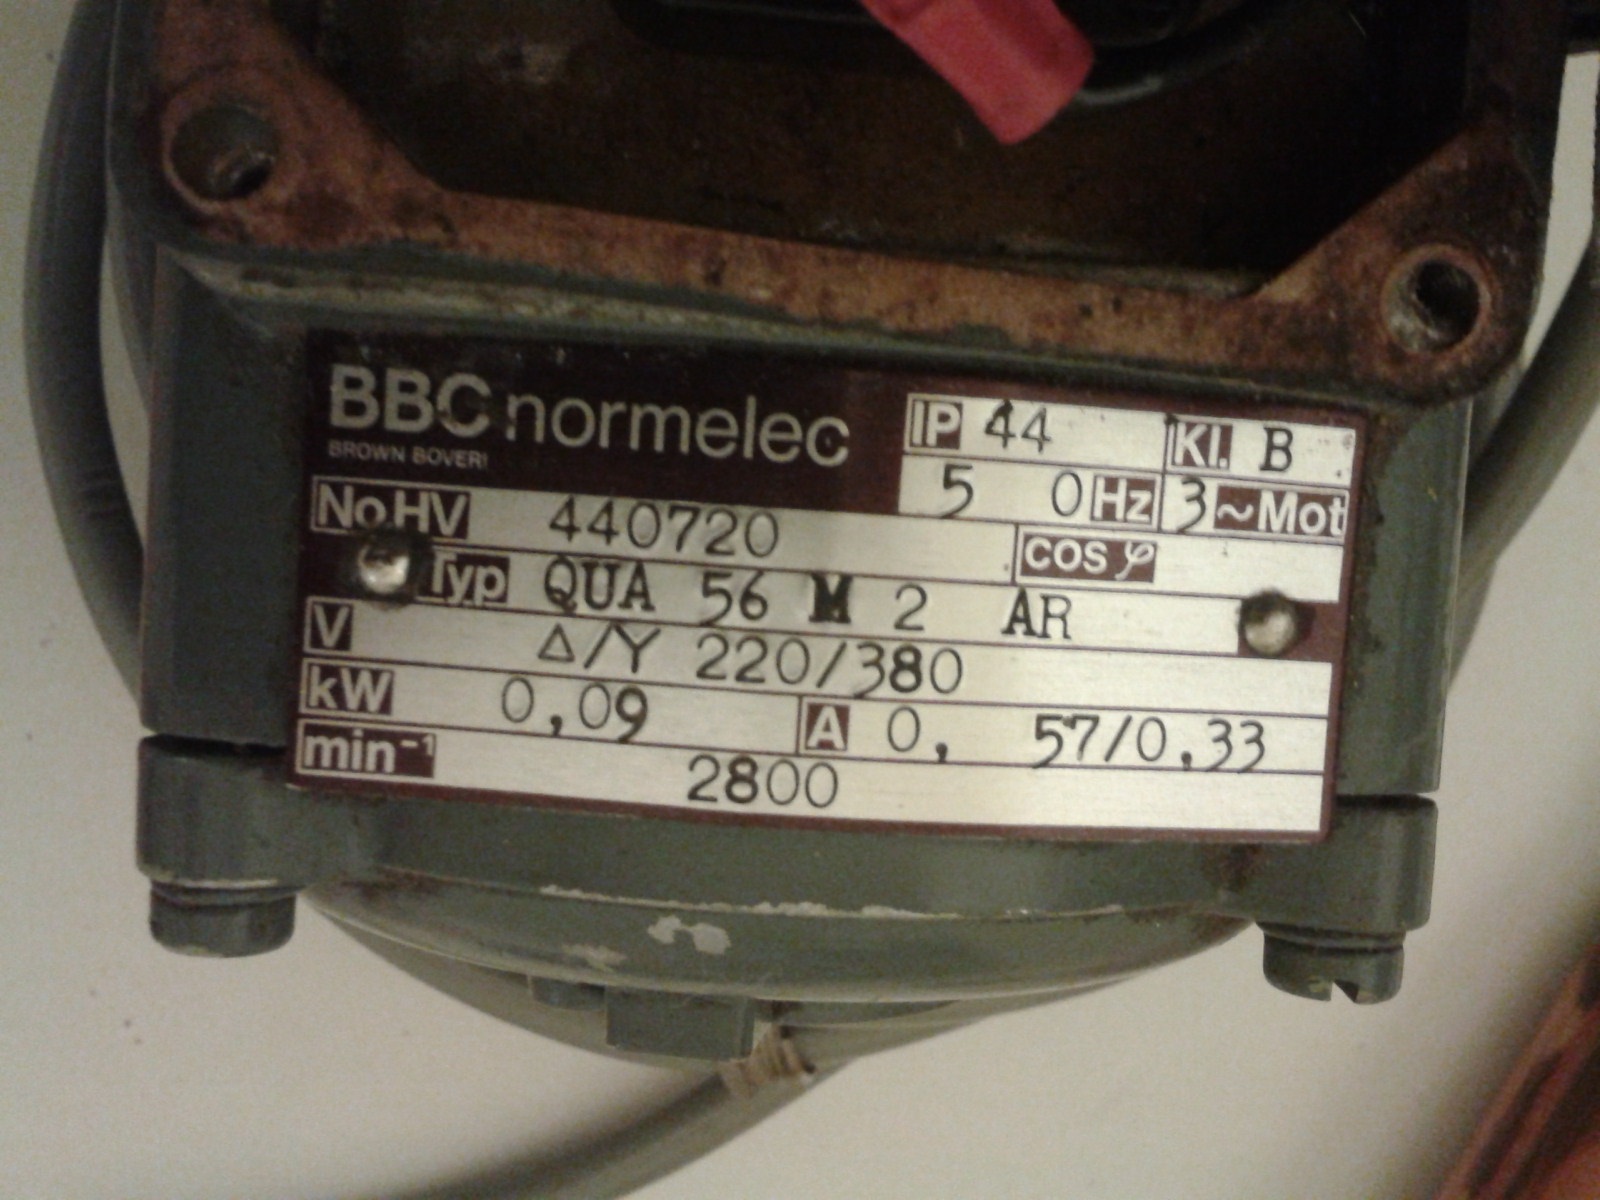 BBC normelec
BROWN BOVERI
IP 44 Kl. B
5 0 Hz 3 ~ Mot
No HV 440720
cos φ
Typ QUA 56 M 2 AR
V Δ/Y 220/380
kW 0,09 A 0, 57/0,33
min⁻¹ 2800